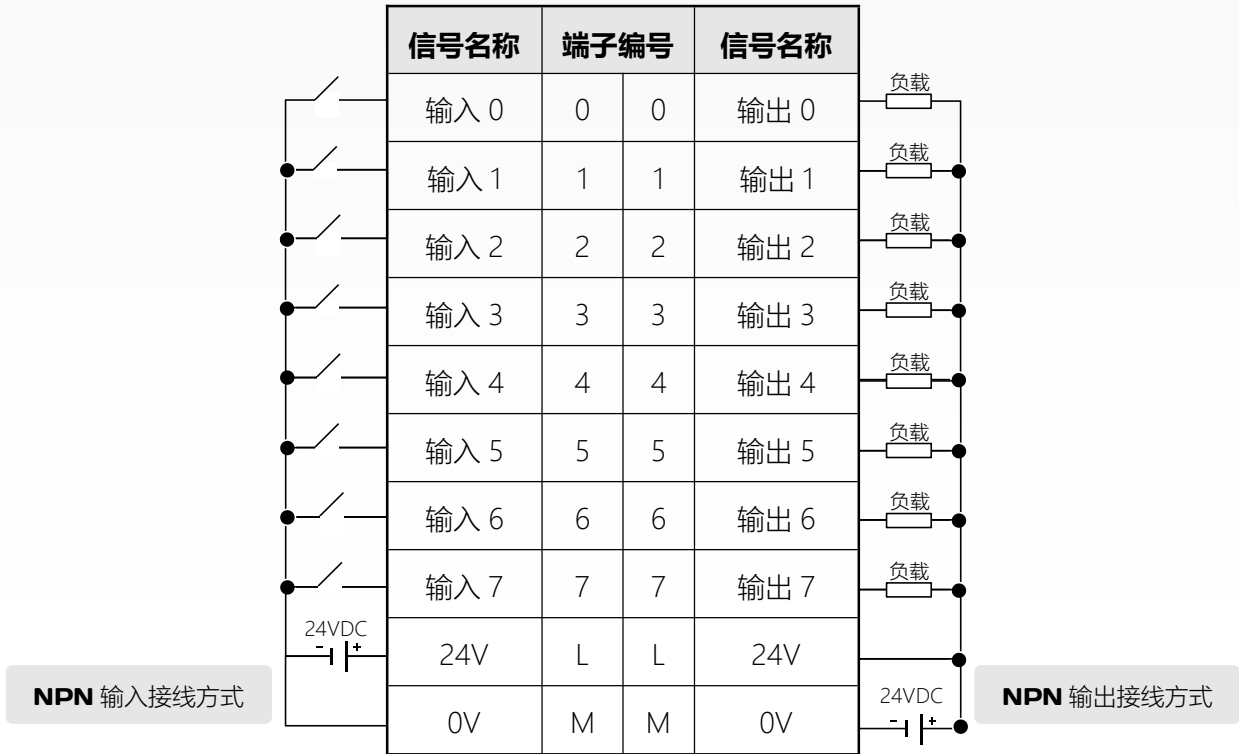 信号名称 端子编号 信号名称
输入 0 0 0 输出 0 负载
输入 1 1 1 输出 1 负载
输入 2 2 2 输出 2 负载
输入 3 3 3 输出 3 负载
输入 4 4 4 输出 4 负载
输入 5 5 5 输出 5 负载
输入 6 6 6 输出 6 负载
输入 7 7 7 输出 7 负载
24VDC - + 24V L L 24V
NPN 输入接线方式
0V M M 0V 24VDC - +
NPN 输出接线方式